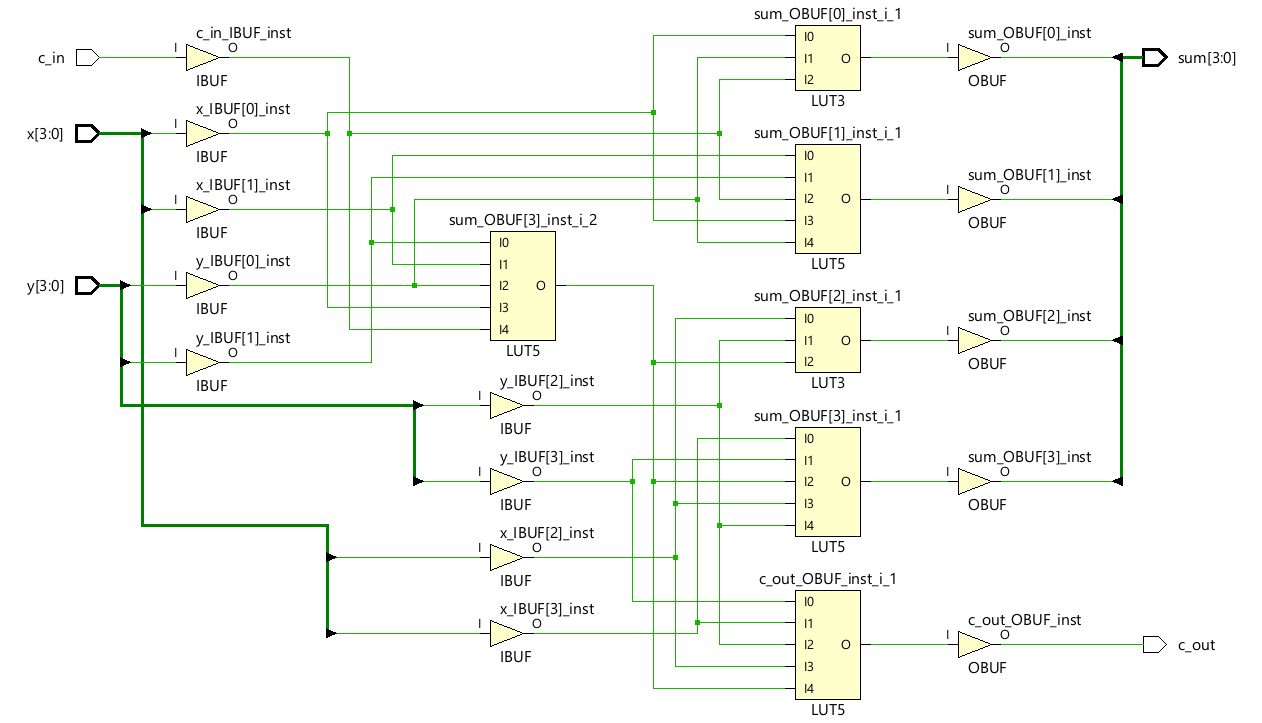 sum_OBUF[0]_inst_i_1
c_in_IBUF_inst
sum_OBUF[0]_inst
c_in
I
O
IBUF
I0
I1
I2
O
LUT3
I
O
OBUF
sum[3:0]
x_IBUF[0]_inst
x[3:0]
I
O
IBUF
sum_OBUF[1]_inst_i_1
I0
I1
I2
I3
I4
O
LUT5
sum_OBUF[1]_inst
I
O
OBUF
x_IBUF[1]_inst
I
O
IBUF
sum_OBUF[3]_inst_i_2
I0
I1
I2
I3
I4
O
LUT5
y_IBUF[0]_inst
y[3:0]
I
O
IBUF
y_IBUF[1]_inst
I
O
IBUF
sum_OBUF[2]_inst_i_1
I0
I1
I2
O
LUT3
sum_OBUF[2]_inst
I
O
OBUF
y_IBUF[2]_inst
I
O
IBUF
sum_OBUF[3]_inst_i_1
I0
I1
I2
I3
I4
O
LUT5
sum_OBUF[3]_inst
I
O
OBUF
y_IBUF[3]_inst
I
O
IBUF
x_IBUF[2]_inst
I
O
IBUF
x_IBUF[3]_inst
I
O
IBUF
c_out_OBUF_inst_i_1
I0
I1
I2
I3
I4
O
LUT5
c_out_OBUF_inst
I
O
OBUF
c_out